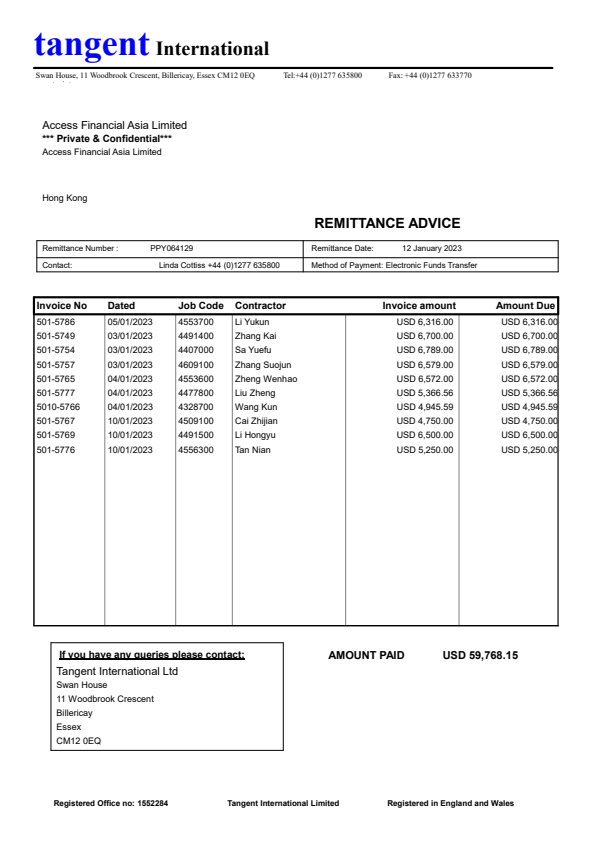 tangent International
Swan House, 11 Woodbrook Crescent, Billericay, Essex CM12 0EQ Tel:+44 (0)1277 635800 Fax: +44 (0)1277 633770
Access Financial Asia Limited
*** Private & Confidential***
Access Financial Asia Limited
Hong Kong
REMITTANCE ADVICE
Remittance Number : PPY064129 Remittance Date: 12 January 2023
Contact: Linda Cottiss +44 (0)1277 635800 Method of Payment: Electronic Funds Transfer
Invoice No Dated Job Code Contractor Invoice amount Amount Due
501-5786 05/01/2023 4553700 Li Yukun USD 6,316.00 USD 6,316.00
501-5749 03/01/2023 4491400 Zhang Kai USD 6,700.00 USD 6,700.00
501-5754 03/01/2023 4407000 Sa Yuefu USD 6,789.00 USD 6,789.00
501-5757 03/01/2023 4609100 Zhang Suojun USD 6,579.00 USD 6,579.00
501-5765 04/01/2023 4553600 Zheng Wenhao USD 6,572.00 USD 6,572.00
501-5777 04/01/2023 4477800 Liu Zheng USD 5,366.56 USD 5,366.56
5010-5766 04/01/2023 4328700 Wang Kun USD 4,945.59 USD 4,945.59
501-5767 10/01/2023 4509100 Cai Zhijian USD 4,750.00 USD 4,750.00
501-5769 10/01/2023 4491500 Li Hongyu USD 6,500.00 USD 6,500.00
501-5776 10/01/2023 4556300 Tan Nian USD 5,250.00 USD 5,250.00
If you have any queries please contact: AMOUNT PAID USD 59,768.15
Tangent International Ltd
Swan House
11 Woodbrook Crescent
Billericay
Essex
CM12 0EQ
Registered Office no: 1552284 Tangent International Limited Registered in England and Wales